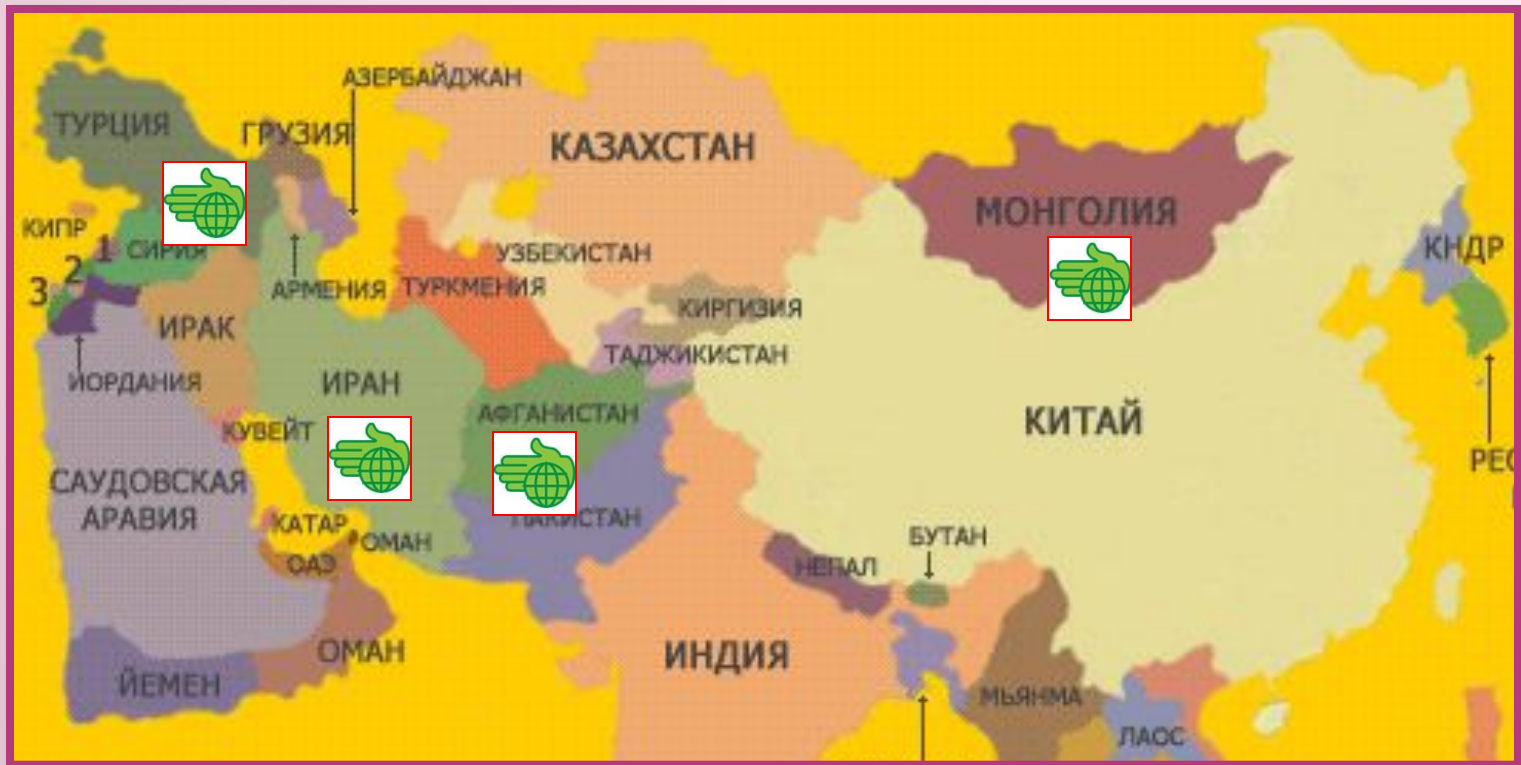 АЗЕРБАЙДЖАН
ТУРЦИЯ
ГРУЗИЯ
КАЗАХСТАН
МОНГОЛИЯ
КИПР
1
СИРИЯ
УЗБЕКИСТАН
КНДР
2
3
АРМЕНИЯ
ТУРКМЕНИЯ
КИРГИЗИЯ
ИРАК
ТАДЖИКИСТАН
ИОРДАНИЯ
ИРАН
АФГАНИСТАН
КИТАЙ
КУВЕЙТ
РЕС
САУДОВСКАЯ
АРАВИЯ
КАТАР
ПАКИСТАН
ОМАН
БУТАН
ОАЭ
НЕПАЛ
ОМАН
ИНДИЯ
ЙЕМЕН
МЬЯНМА
ЛАОС